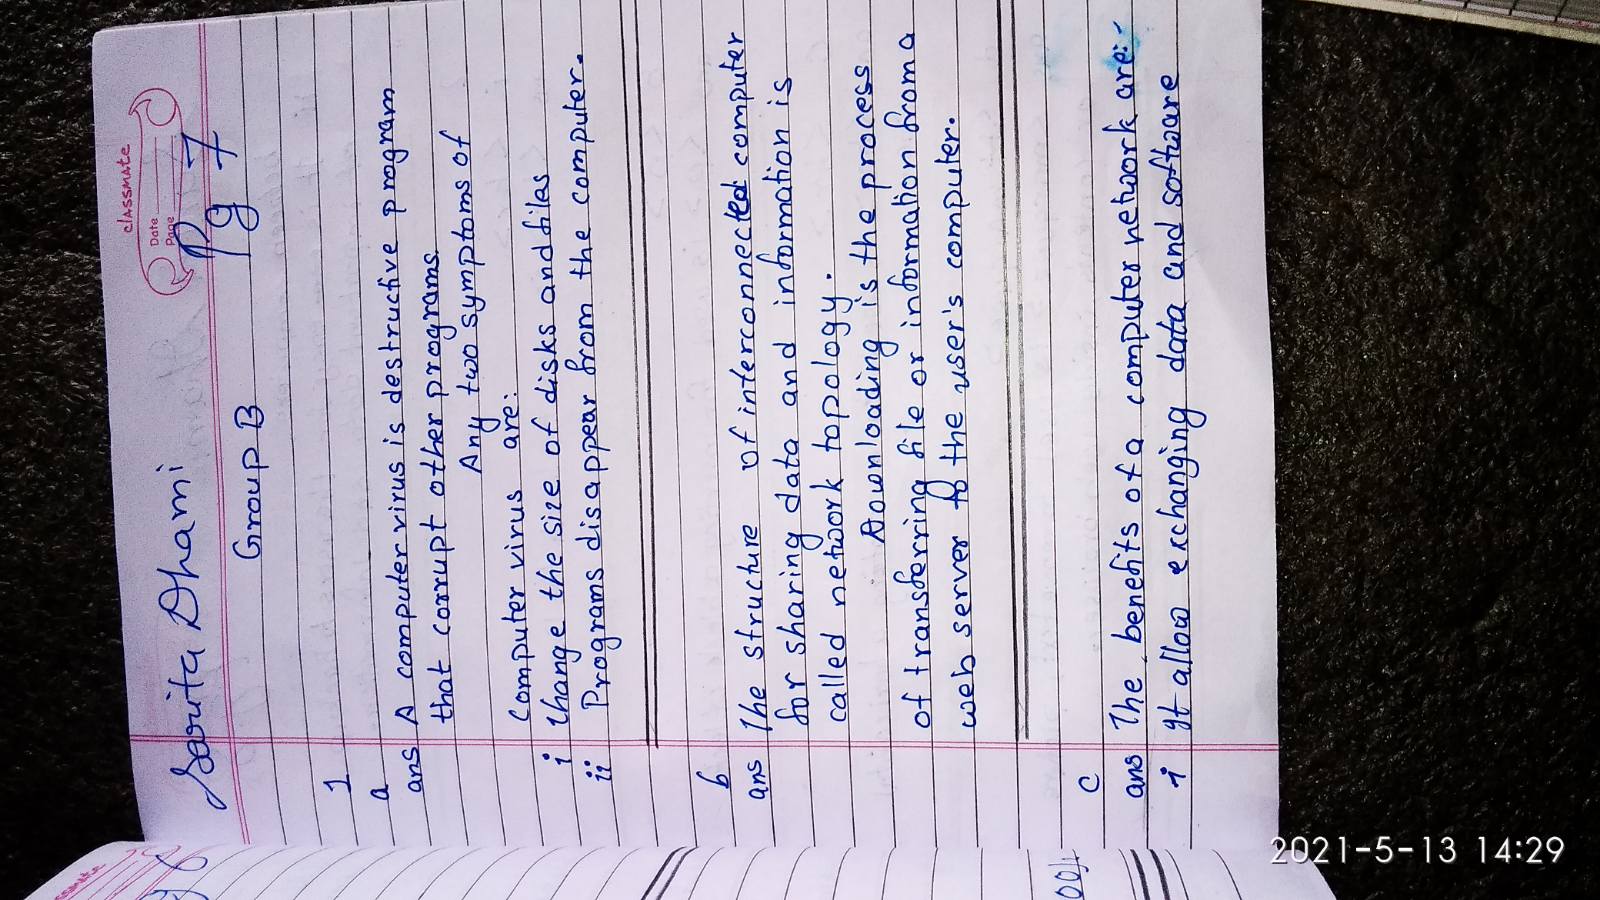 classmate
Date
Page
Pg 7
Sarita Dhami
Group B
1
a
ans A computer virus is destructive program
that corrupt other programs.
Any two symptoms of
computer virus are:
i Change the size of disks and files
ii Programs disappear from the computer.
b
ans The structure of interconnected computer
for sharing data and information is
called network topology.
Downloading is the process
of transferring file or information from a
web server to the user's computer.
c
ans The benefits of a computer network are:-
i It allow exchanging data and software
2021-5-13 14:29